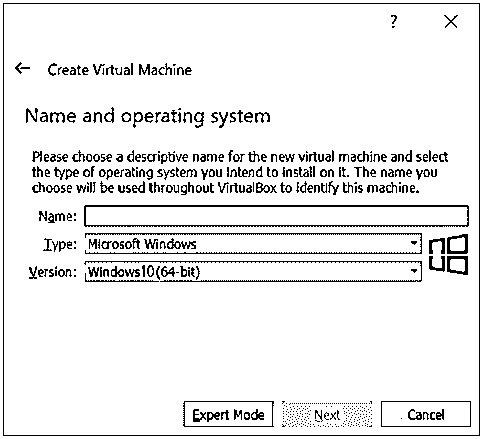 ?
Create Virtual Machine
Name and operating system
Please choose a descriptive name for the new virtual machine and select
the type of operating system you intend to install on it. The name you
choose will be used throughout VirtualBox to identify this machine.
Name:
Type: Microsoft Windows
Version: Windows10(64-bit)
Expert Mode Next Cancel